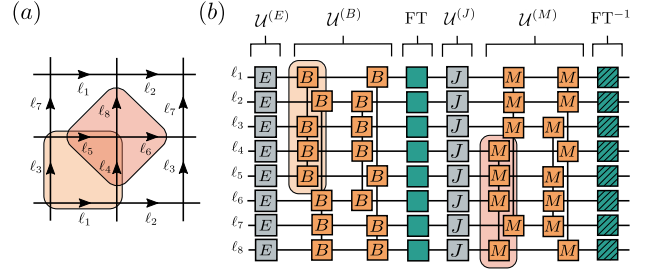 (a)
ℓ₁ ℓ₂
ℓ₇ ℓ₈ ℓ₇
ℓ₅ ℓ₆
ℓ₃ ℓ₄ ℓ₃
ℓ₁ ℓ₂
(b)
𝒰⁽ᴱ⁾ 𝒰⁽ᴮ⁾ FT 𝒰⁽ᴶ⁾ 𝒰⁽ᴹ⁾ FT⁻¹
ℓ₁ E B B J M M
ℓ₂ E B B J M M
ℓ₃ E B B J M M
ℓ₄ E B B J M M
ℓ₅ E B B J M M
ℓ₆ E B B J M M
ℓ₇ E B B J M M
ℓ₈ E B B J M M